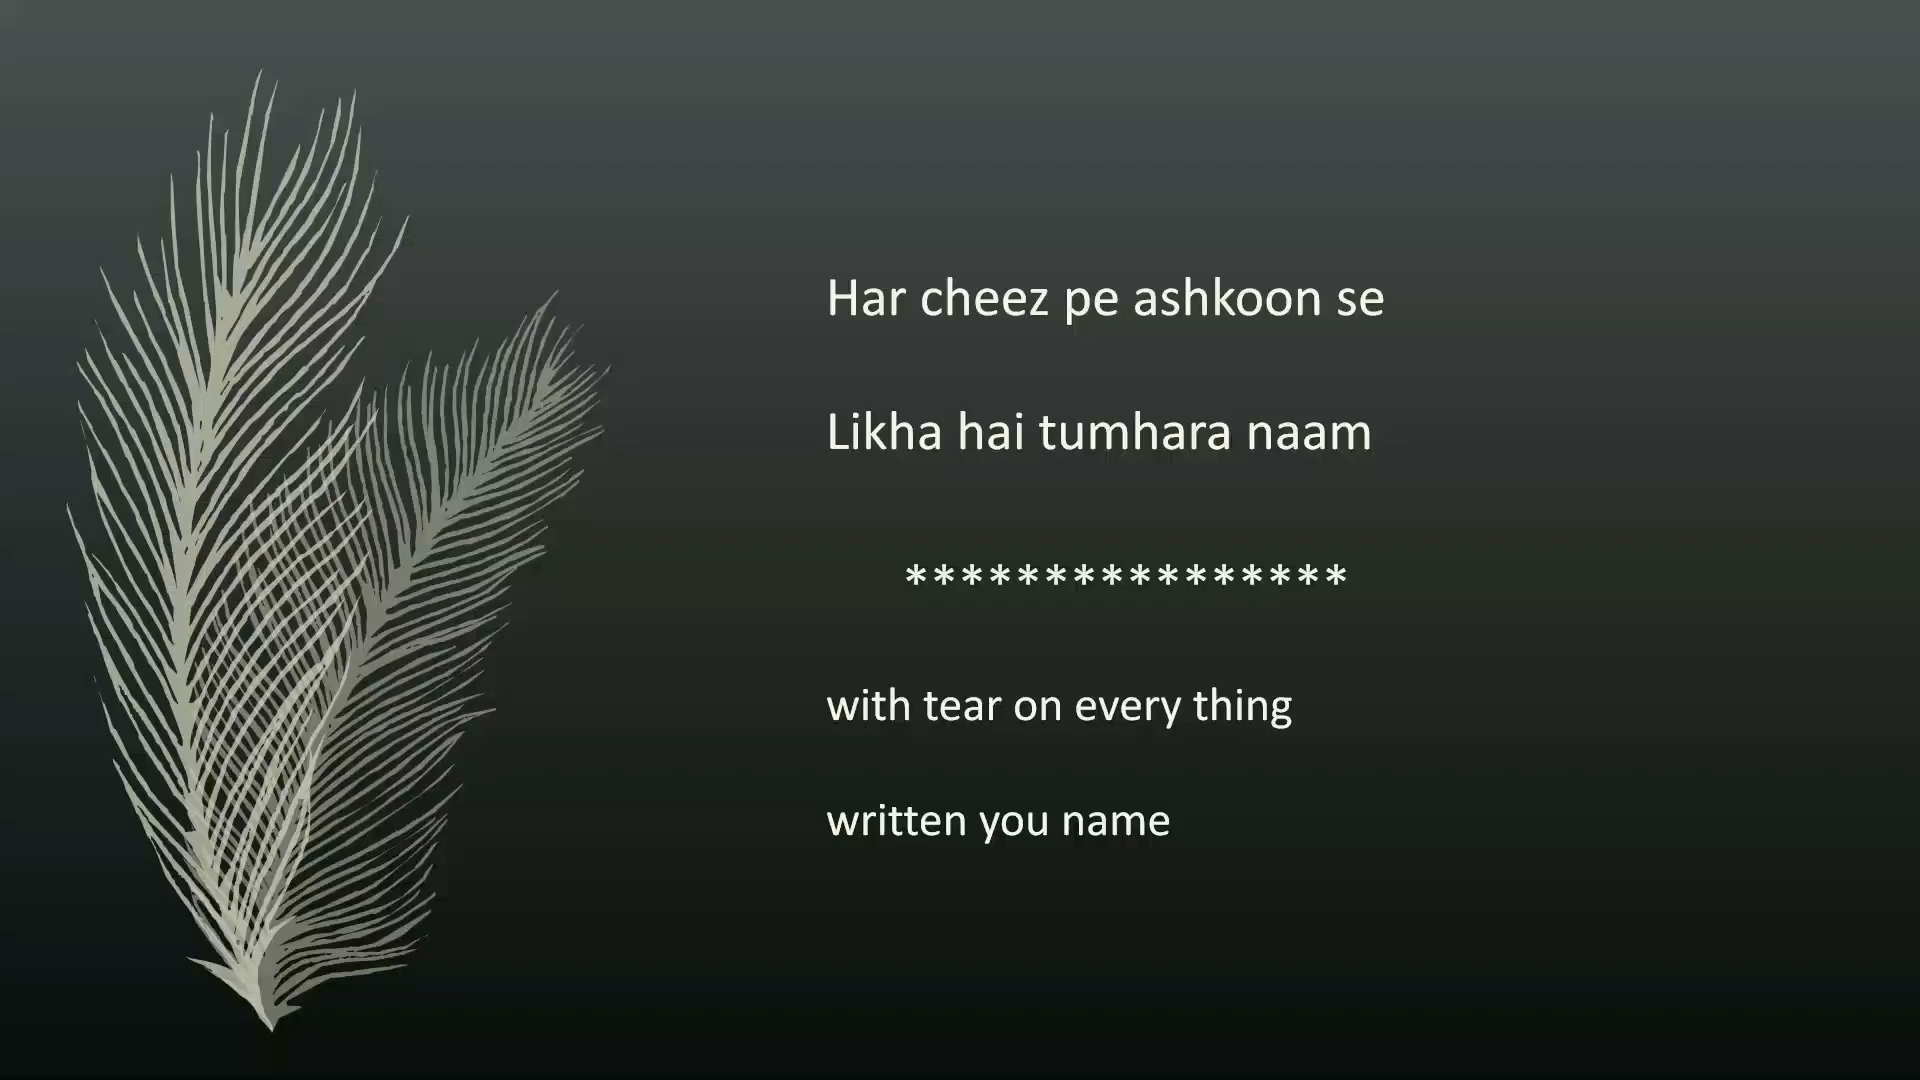 Har cheez pe ashkoon se
Likha hai tumhara naam
****************
with tear on every thing
written you name